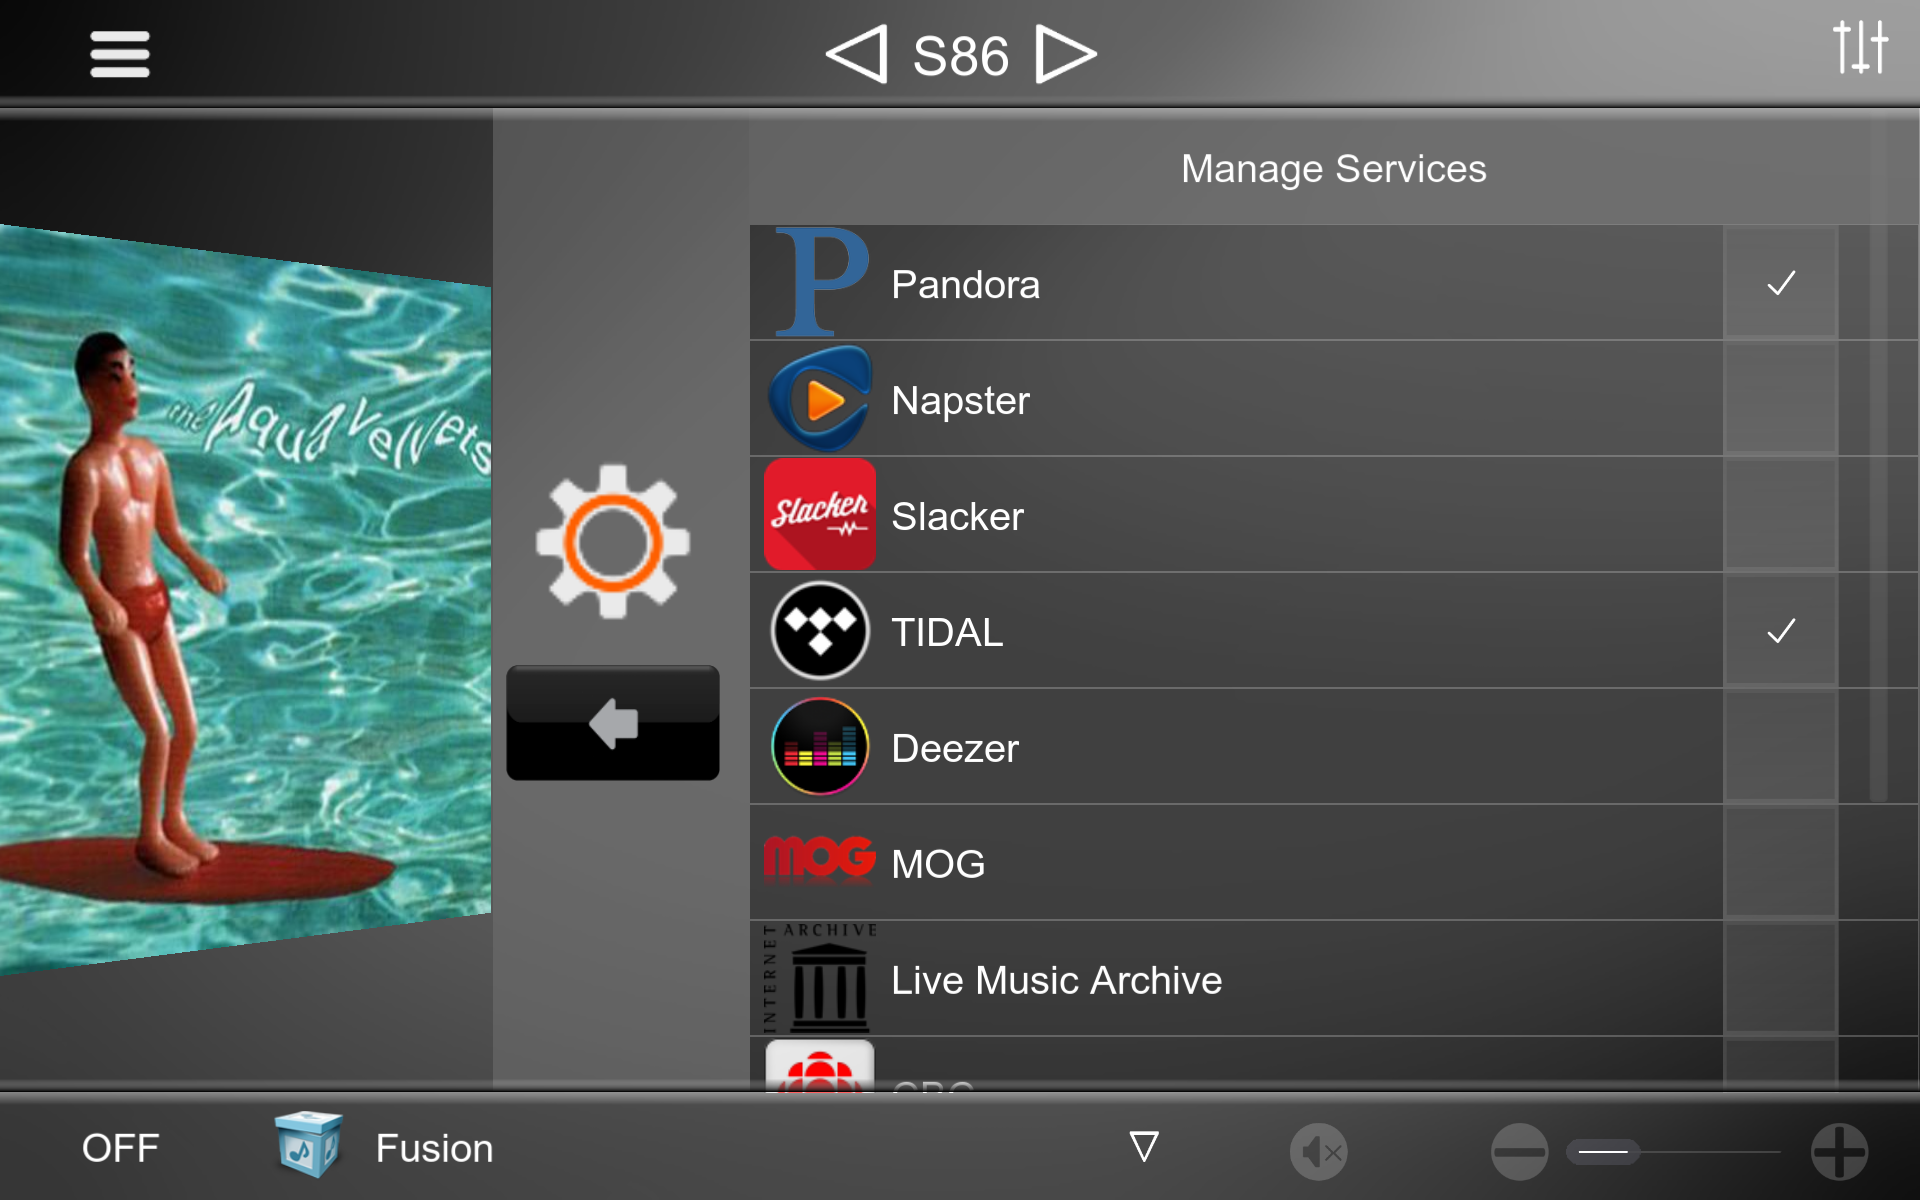 S86
Manage Services
Pandora
Napster
Slacker
Slacker
TIDAL
Deezer
MOG
MOG
INTERNET ARCHIVE
Live Music Archive
CBC
the Aqua Velvets
OFF
Fusion